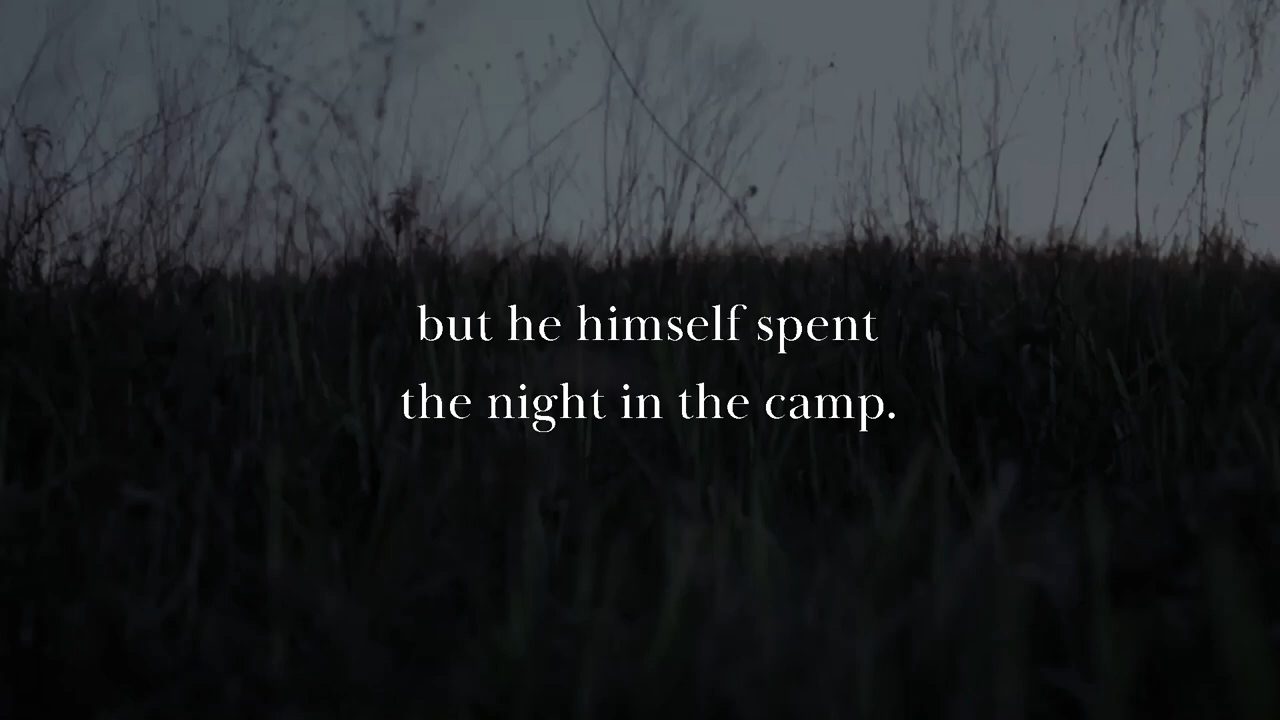 but he himself spent
the night in the camp.